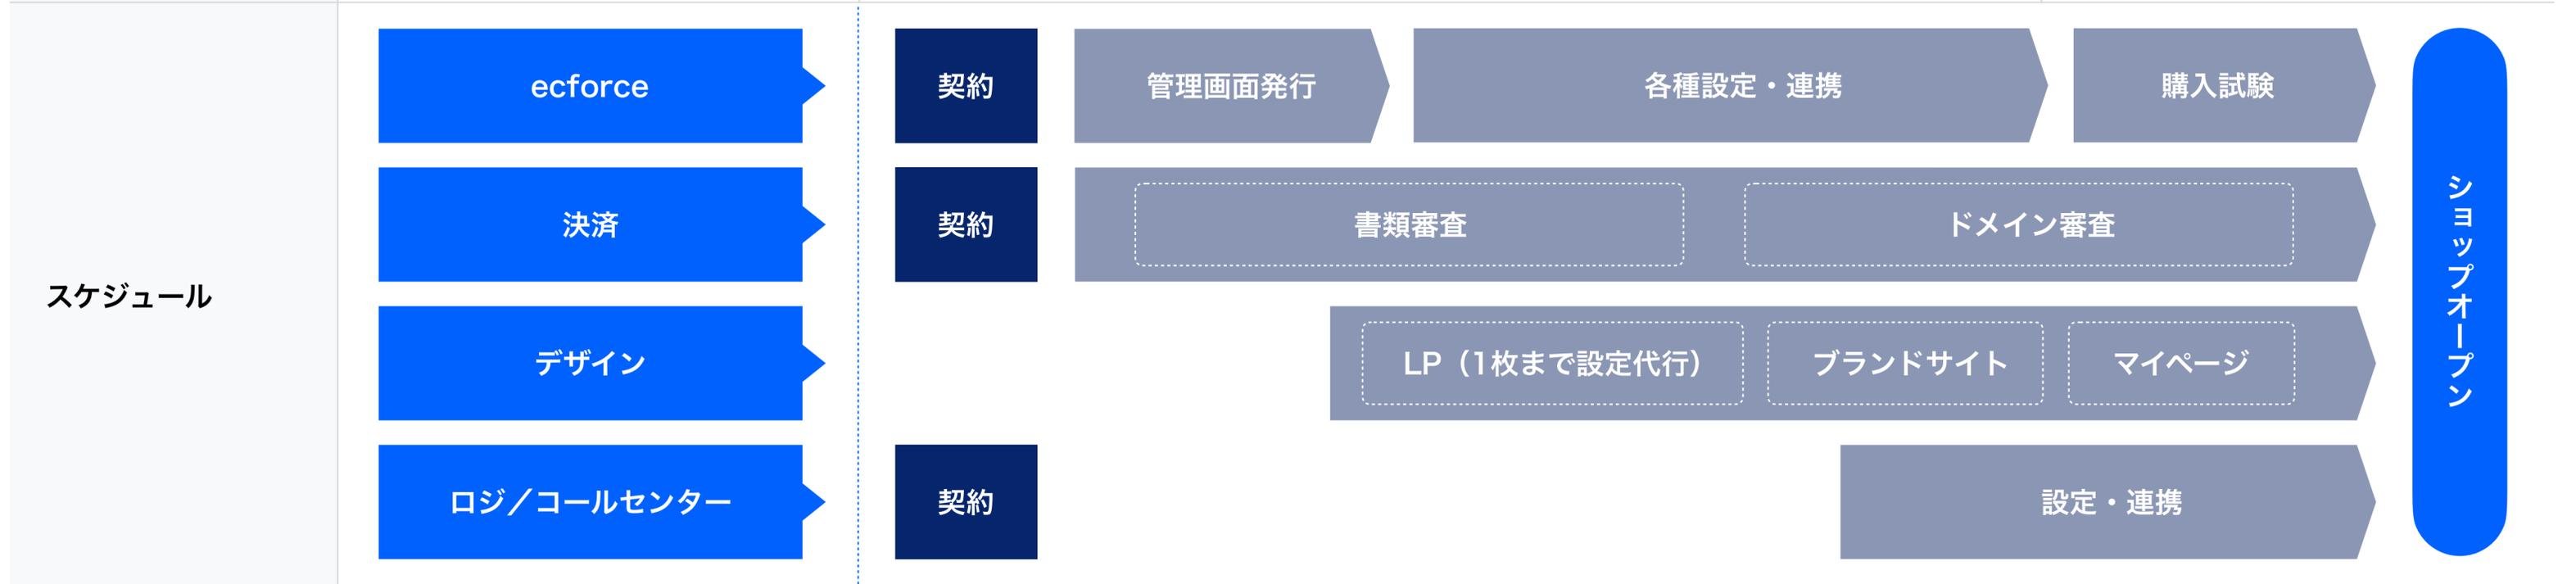 スケジュール
ecforce
契約
管理画面発行
各種設定・連携
購入試験
決済
契約
書類審査
ドメイン審査
デザイン
LP（1枚まで設定代行）
ブランドサイト
マイページ
ロジ／コールセンター
契約
設定・連携
ショップオープン